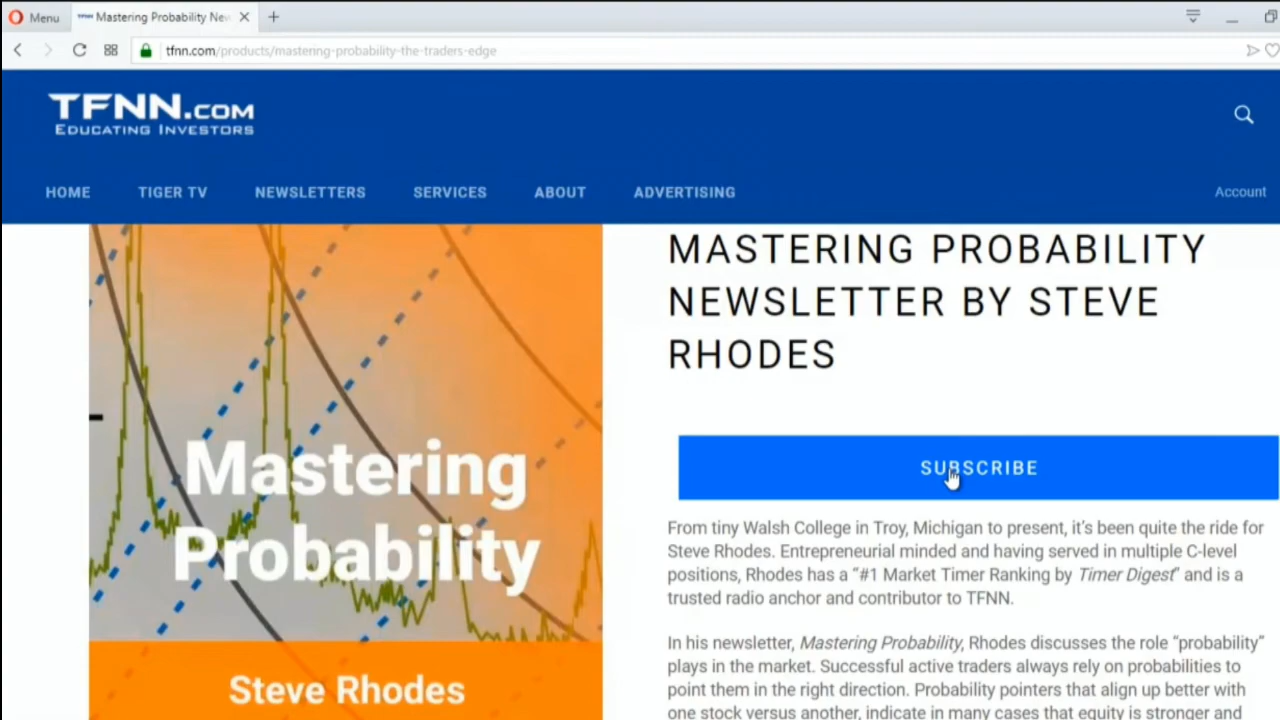 Menu
Mastering Probability New
tfnn.com/products/mastering-probability-the-traders-edge
TFNN.COM
EDUCATING INVESTORS
HOME TIGER TV NEWSLETTERS SERVICES ABOUT ADVERTISING Account
MASTERING PROBABILITY
NEWSLETTER BY STEVE
RHODES
SUBSCRIBE
From tiny Walsh College in Troy, Michigan to present, it's been quite the ride for
Steve Rhodes. Entrepreneurial minded and having served in multiple C-level
positions, Rhodes has a “#1 Market Timer Ranking by Timer Digest” and is a
trusted radio anchor and contributor to TFNN.
In his newsletter, Mastering Probability, Rhodes discusses the role “probability”
plays in the market. Successful active traders always rely on probabilities to
point them in the right direction. Probability pointers that align up better with
one stock versus another, indicate in many cases that equity is stronger and
Mastering
Probability
Steve Rhodes